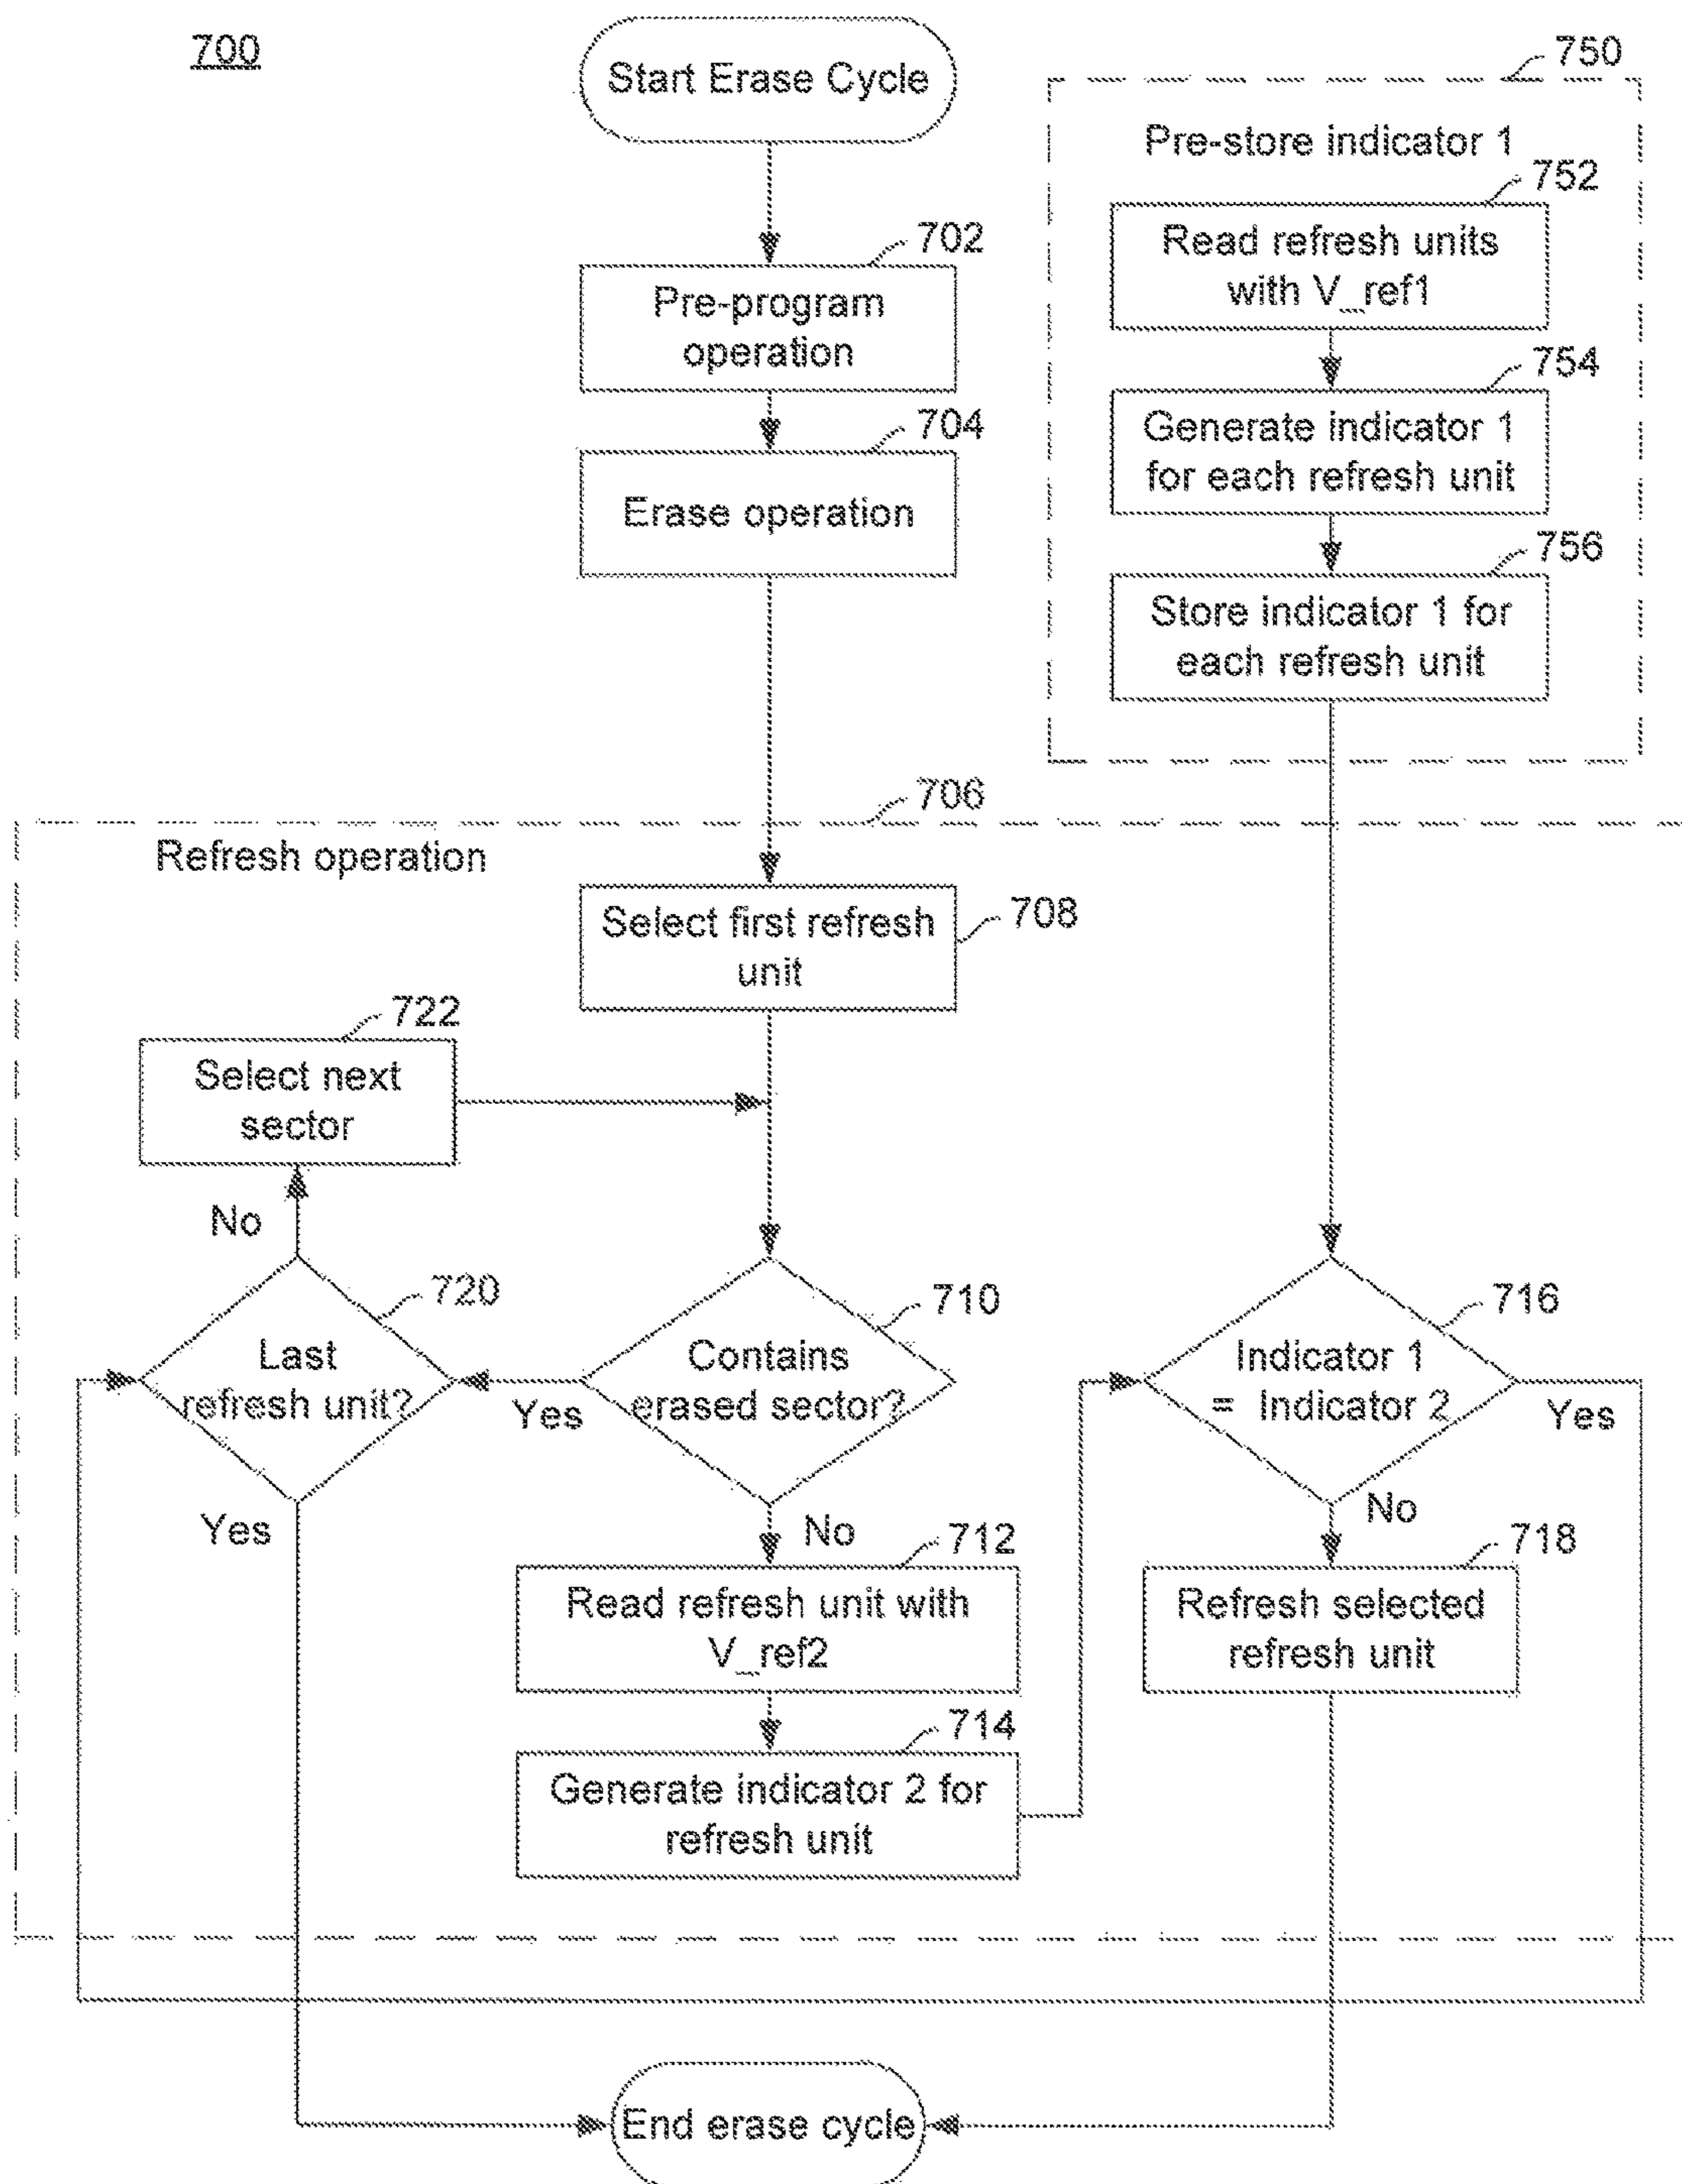 700
Start Erase Cycle
750
Pre-store indicator 1
752
Read refresh units
with V_ref1
702
Pre-program
operation
754
Generate indicator 1
for each refresh unit
704
Erase operation
756
Store indicator 1 for
each refresh unit
706
Refresh operation
Select first refresh
unit
708
722
Select next
sector
No
720
Last
refresh unit?
Yes
710
Contains
erased sector?
Yes
No
716
Indicator 1
= Indicator 2
Yes
No
712
Read refresh unit with
V_ref2
718
Refresh selected
refresh unit
714
Generate indicator 2 for
refresh unit
End erase cycle